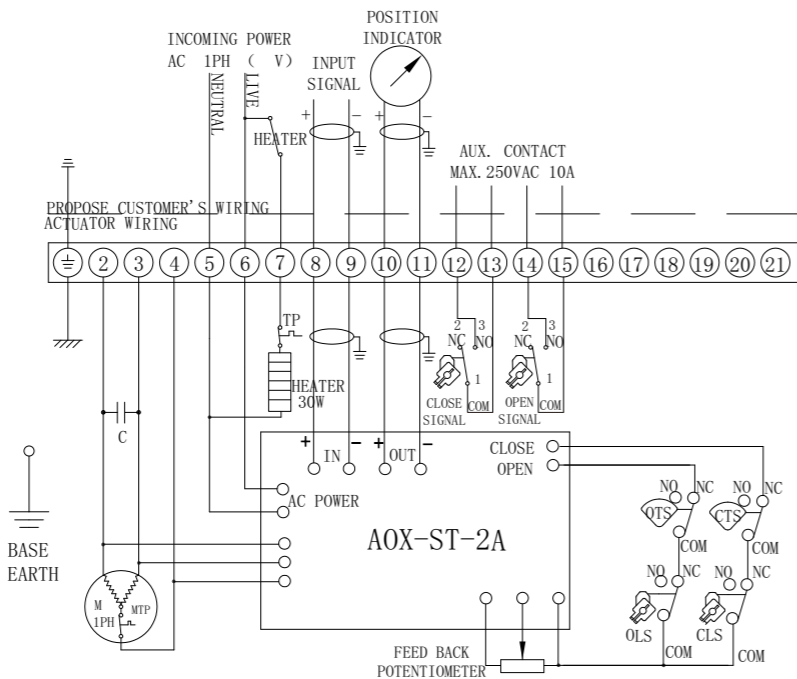 POSITION
INDICATOR
INCOMING POWER
AC 1PH ( V)
INPUT
SIGNAL
NEUTRAL
LIVE
HEATER
+ − + −
AUX. CONTACT
MAX. 250VAC 10A
PROPOSE CUSTOMER'S WIRING
ACTUATOR WIRING
2 3 4 5 6 7 8 9 10 11 12 13 14 15 16 17 18 19 20 21
TP
2 3
NC NO
1
2 3
NC NO
1
HEATER
30W
CLOSE
SIGNAL
COM
OPEN
SIGNAL
COM
C
+ − + −
IN OUT
CLOSE
OPEN
AC POWER
AOX-ST-2A
NO NC
OTS
COM
NO NC
CTS
COM
BASE
EARTH
M MTP
1PH
NO NC
OLS
COM
NO NC
CLS
COM
FEED BACK
POTENTIOMETER